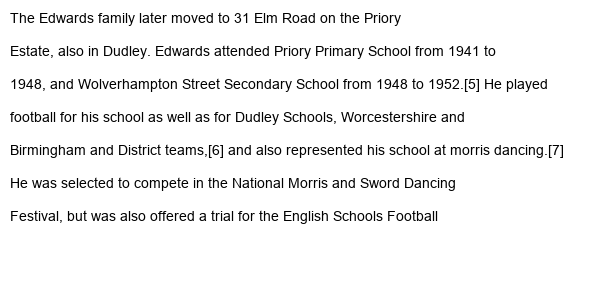 The Edwards family later moved to 31 Elm Road on the Priory
Estate, also in Dudley. Edwards attended Priory Primary School from 1941 to
1948, and Wolverhampton Street Secondary School from 1948 to 1952.[5] He played
football for his school as well as for Dudley Schools, Worcestershire and
Birmingham and District teams,[6] and also represented his school at morris dancing.[7]
He was selected to compete in the National Morris and Sword Dancing
Festival, but was also offered a trial for the English Schools Football